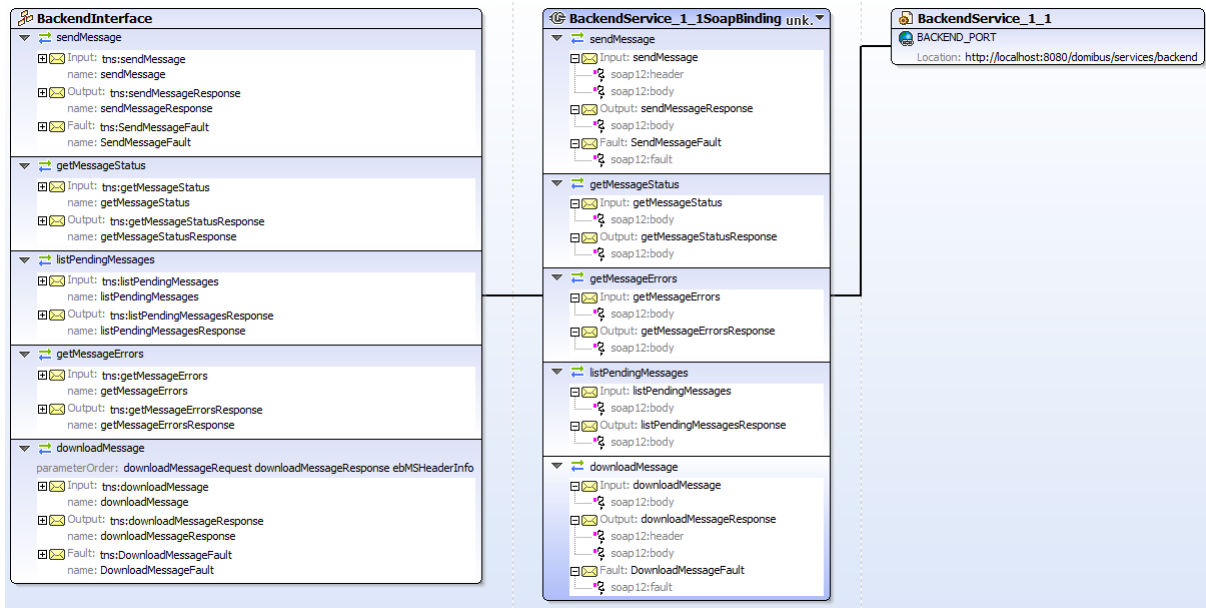 BackendInterface
sendMessage
Input: tns:sendMessage
name: sendMessage
Output: tns:sendMessageResponse
name: sendMessageResponse
Fault: tns:SendMessageFault
name: SendMessageFault
getMessageStatus
Input: tns:getMessageStatus
name: getMessageStatus
Output: tns:getMessageStatusResponse
name: getMessageStatusResponse
listPendingMessages
Input: tns:listPendingMessages
name: listPendingMessages
Output: tns:listPendingMessagesResponse
name: listPendingMessagesResponse
getMessageErrors
Input: tns:getMessageErrors
name: getMessageErrors
Output: tns:getMessageErrorsResponse
name: getMessageErrorsResponse
downloadMessage
parameterOrder: downloadMessageRequest downloadMessageResponse ebMSHeaderInfo
Input: tns:downloadMessage
name: downloadMessage
Output: tns:downloadMessageResponse
name: downloadMessageResponse
Fault: tns:DownloadMessageFault
name: DownloadMessageFault
BackendService_1_1SoapBinding unk.
sendMessage
Input: sendMessage
soap12:header
soap12:body
Output: sendMessageResponse
soap12:body
Fault: SendMessageFault
soap12:fault
getMessageStatus
Input: getMessageStatus
soap12:body
Output: getMessageStatusResponse
soap12:body
getMessageErrors
Input: getMessageErrors
soap12:body
Output: getMessageErrorsResponse
soap12:body
listPendingMessages
Input: listPendingMessages
soap12:body
Output: listPendingMessagesResponse
soap12:body
downloadMessage
Input: downloadMessage
soap12:body
Output: downloadMessageResponse
soap12:header
soap12:body
Fault: DownloadMessageFault
soap12:fault
BackendService_1_1
BACKEND_PORT
Location: http://localhost:8080/domibus/services/backend